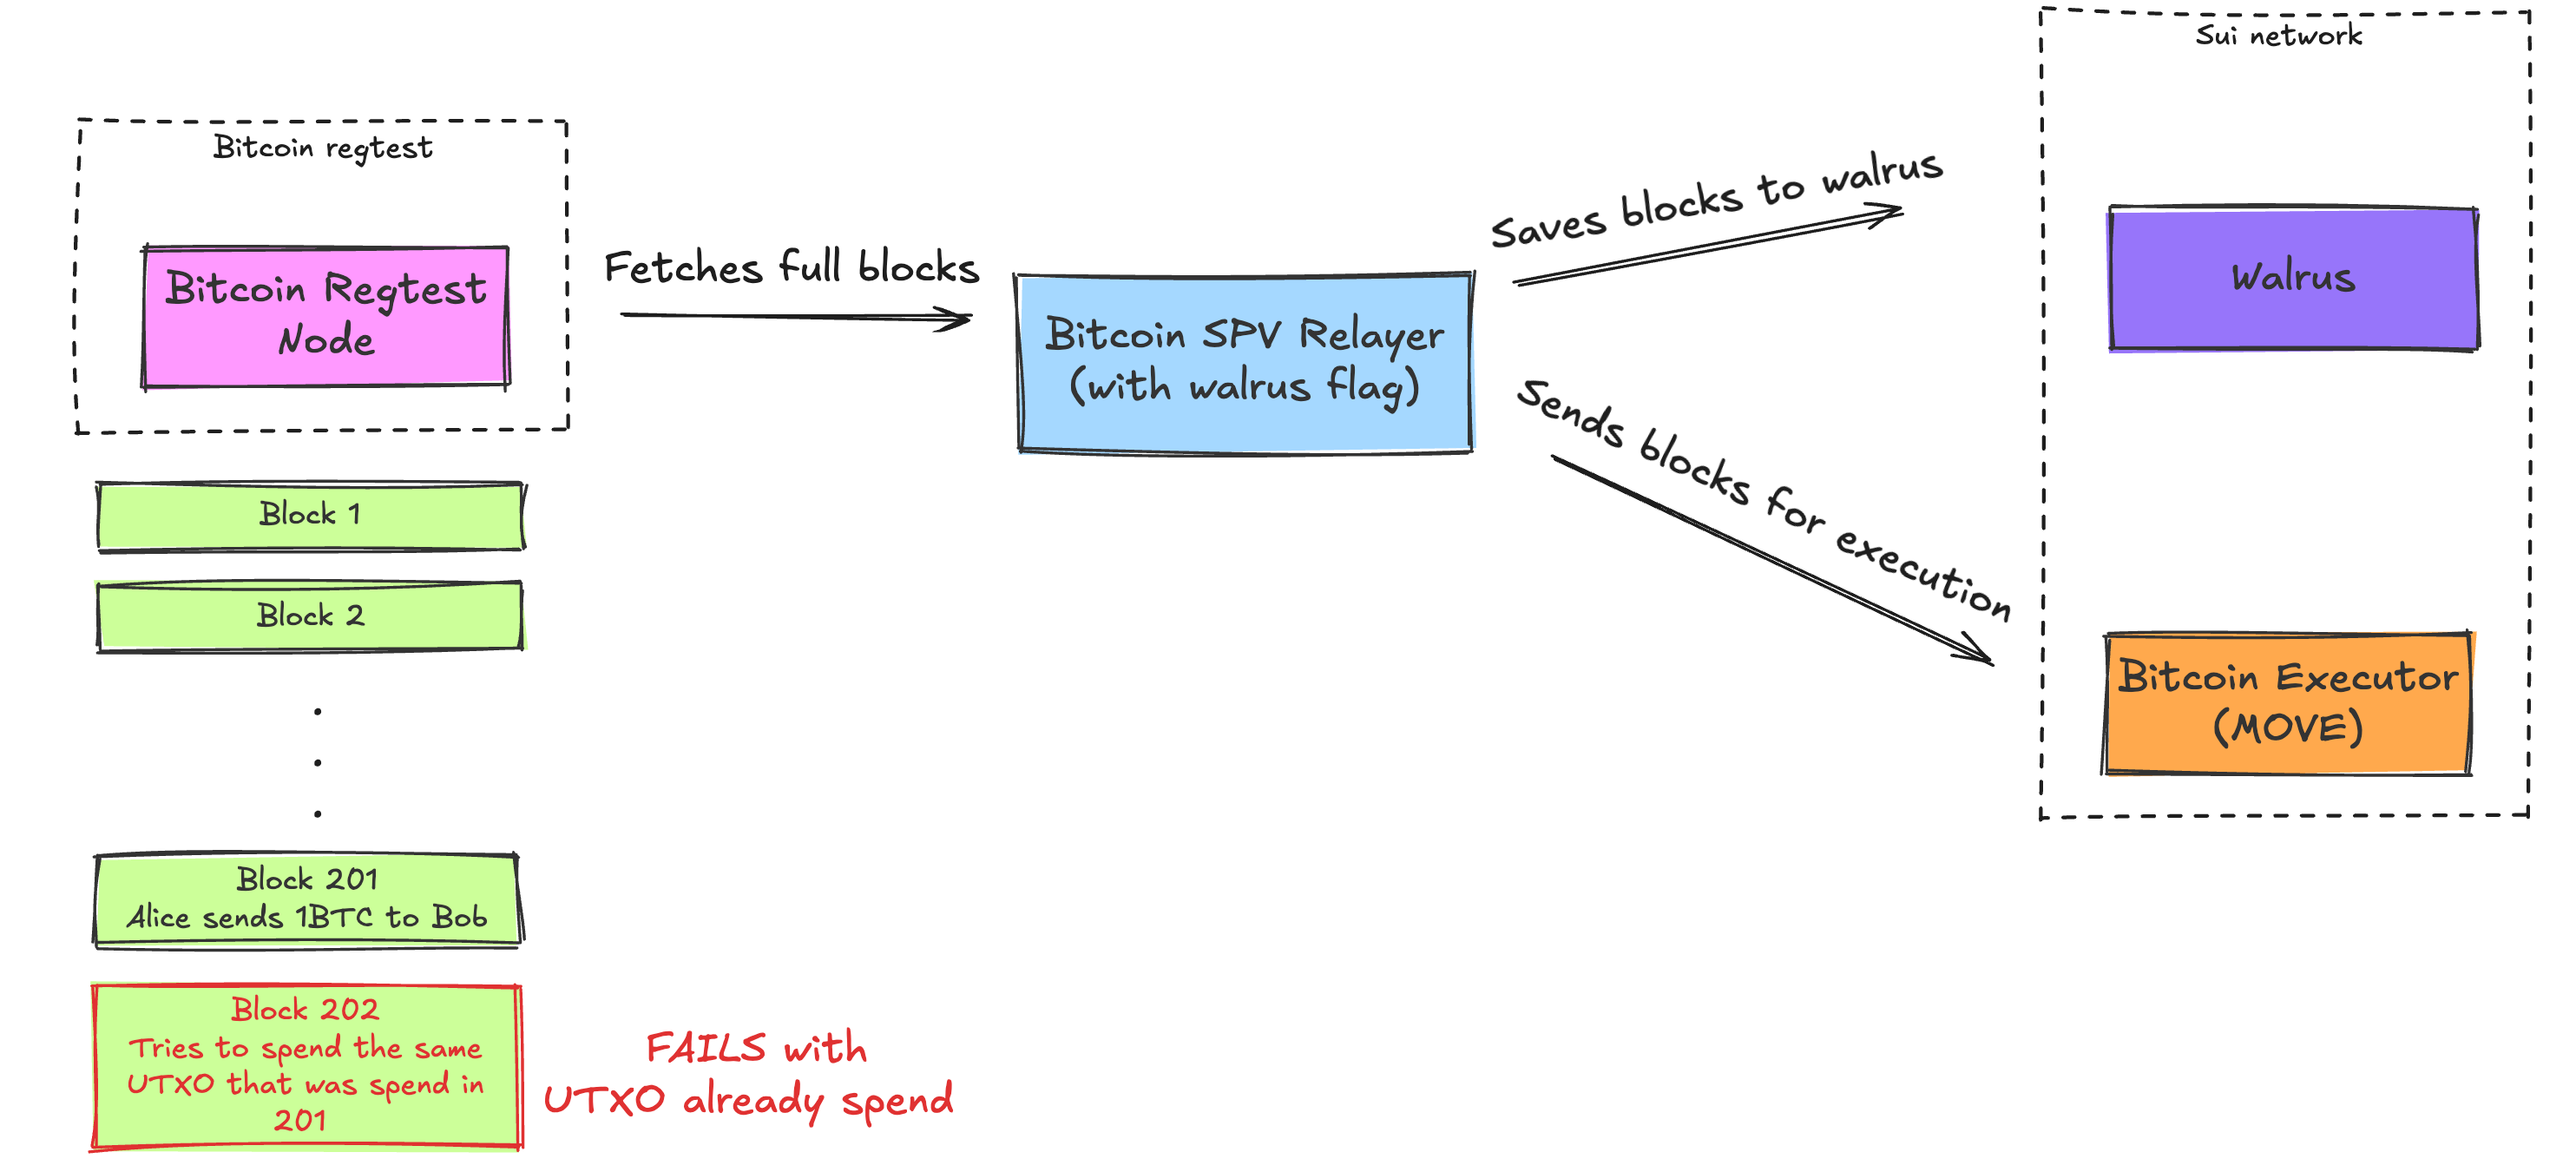 Sui network
Bitcoin regtest
Bitcoin Regtest
Node
Fetches full blocks
Bitcoin SPV Relayer
(with walrus flag)
Saves blocks to walrus
Sends blocks for execution
Walrus
Bitcoin Executor
(MOVE)
Block 1
Block 2
.
.
.
Block 201
Alice sends 1BTC to Bob
Block 202
Tries to spend the same
UTXO that was spend in
201
FAILS with
UTXO already spend